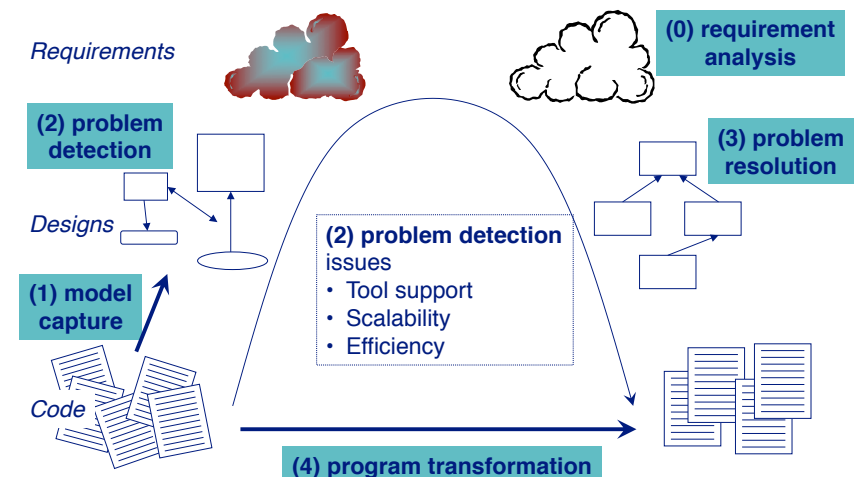 Requirements
(0) requirement
analysis
(2) problem
detection
(3) problem
resolution
Designs
(2) problem detection
issues
• Tool support
• Scalability
• Efficiency
(1) model
capture
Code
(4) program transformation